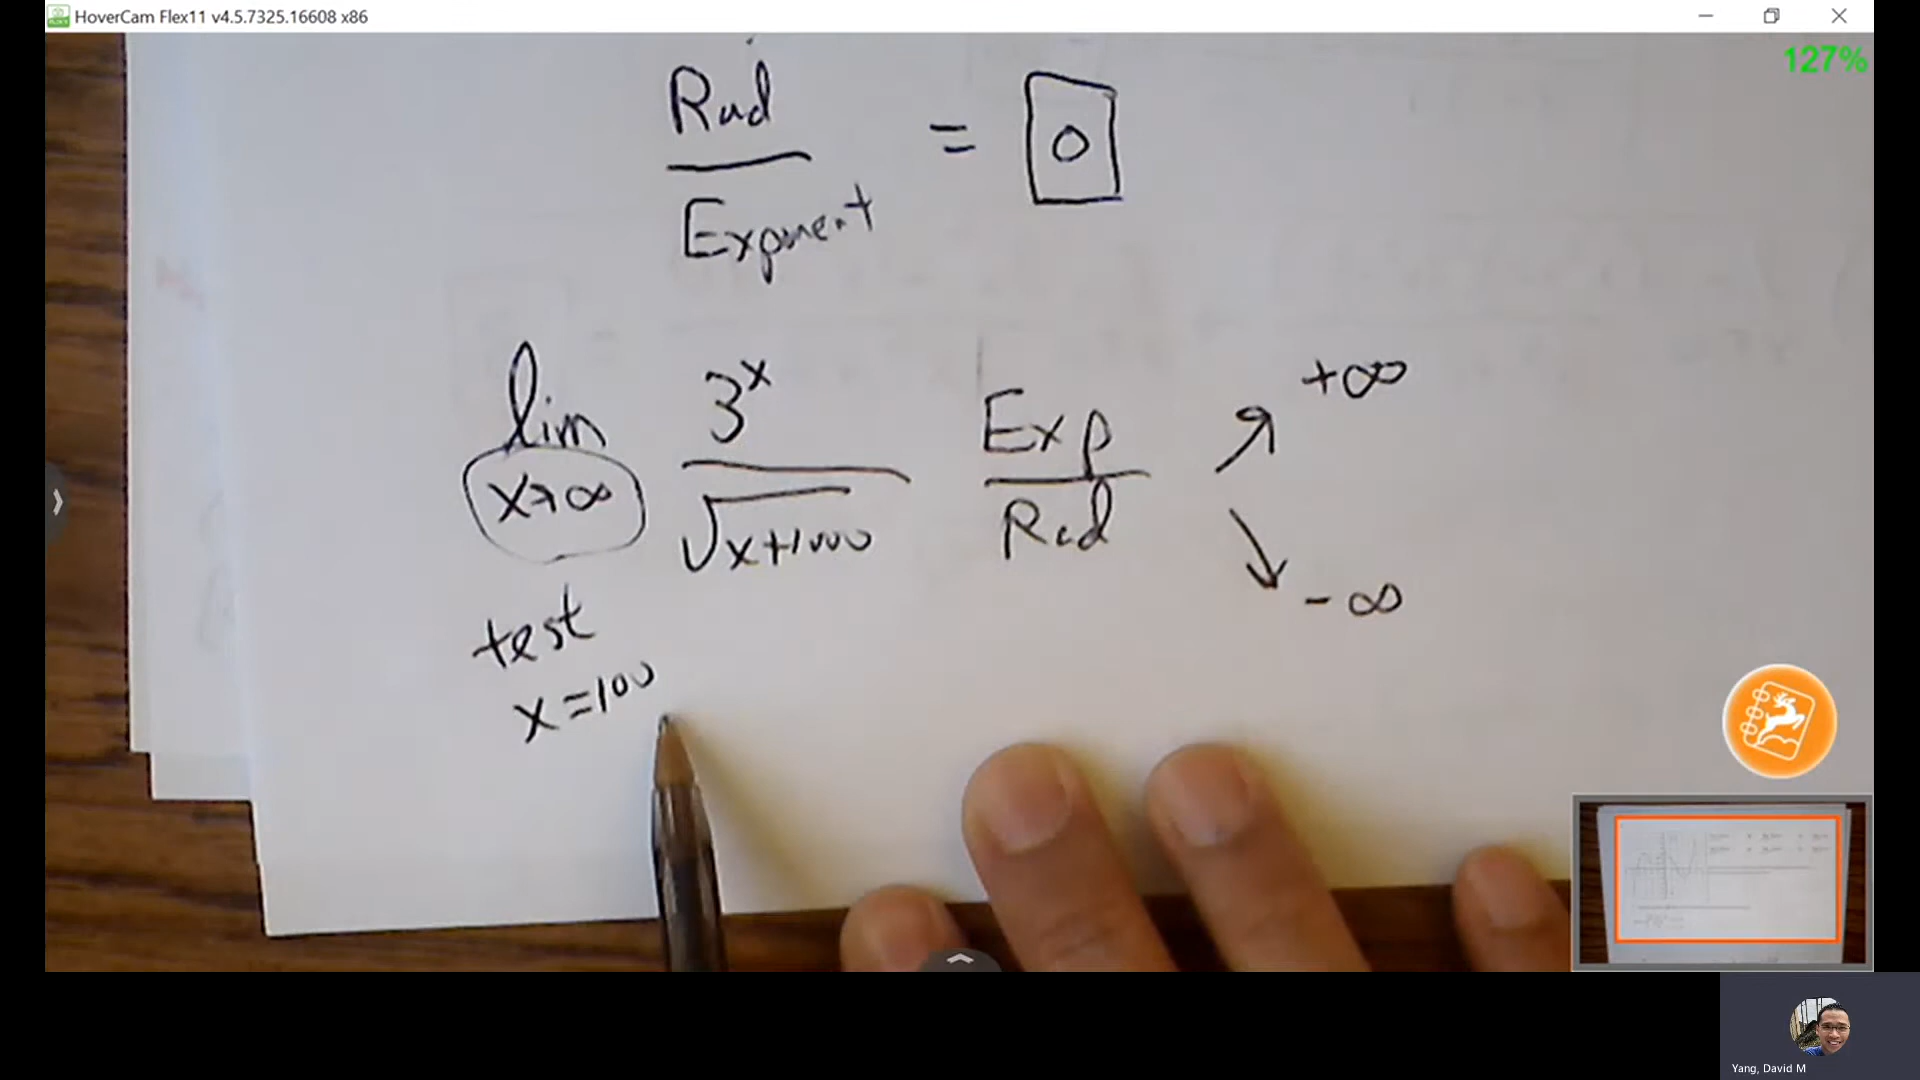 HoverCam Flex11 v4.5.7325.16608 x86
127%
Rad
Exponent
= 0
lim x→∞ 3^x / √x+1000
Exp
Rad
+∞
-∞
test
x=100
Yang, David M